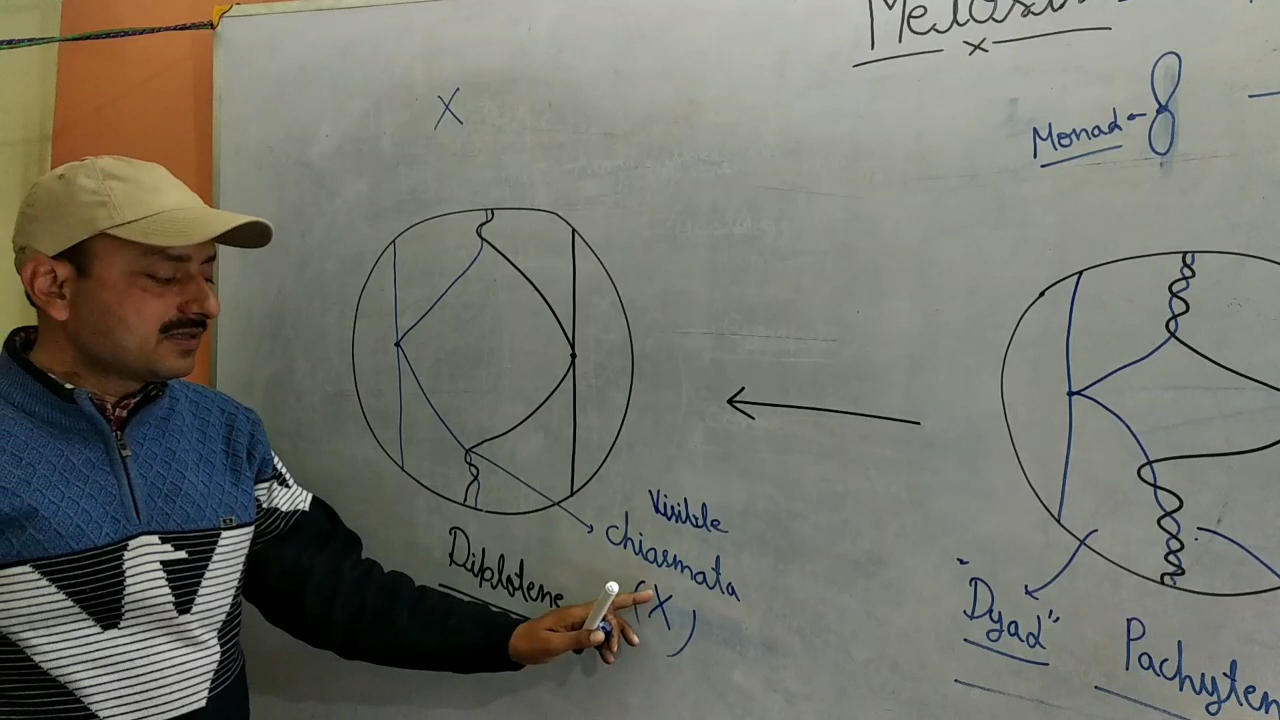 X
Monad -
Visible
Chiasmata
(X)
Diplotene
"Dyad"
Pachyten